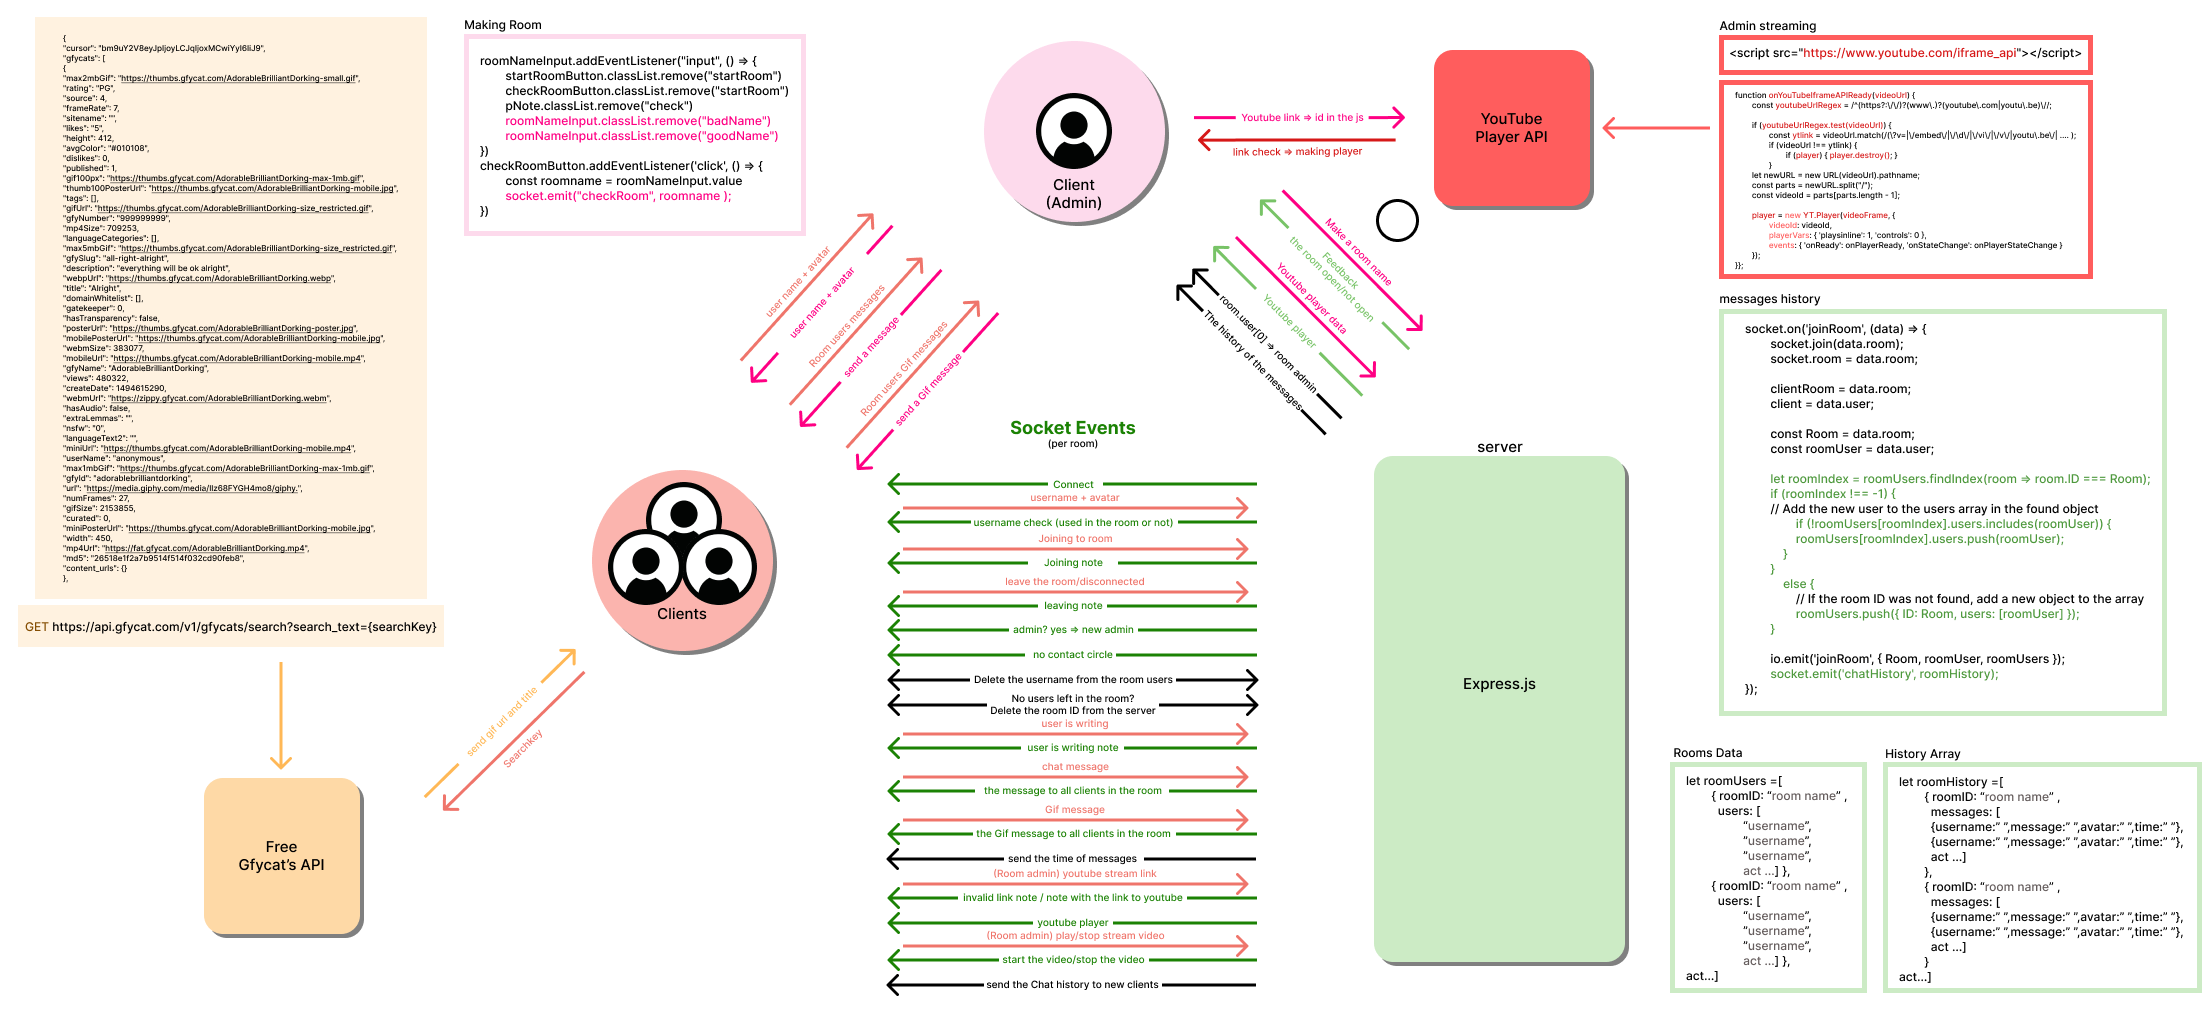 {
"cursor": "bm9uY2V8eyJpIjoyLCJqIjoxMCwiYyI6IiJ9",
"gfycats": [
{
"max2mbGif": "https://thumbs.gfycat.com/AdorableBrilliantDorking-small.gif",
"rating": "PG",
"source": 4,
"frameRate": 7,
"sitename": "",
"likes": "5",
"height": 412,
"avgColor": "#010108",
"dislikes": 0,
"published": 1,
"gif100px": "https://thumbs.gfycat.com/AdorableBrilliantDorking-max-1mb.gif",
"thumb100PosterUrl": "https://thumbs.gfycat.com/AdorableBrilliantDorking-mobile.jpg",
"tags": [],
"gifUrl": "https://thumbs.gfycat.com/AdorableBrilliantDorking-size_restricted.gif",
"gfyNumber": "999999999",
"mp4Size": 709253,
"languageCategories": [],
"max5mbGif": "https://thumbs.gfycat.com/AdorableBrilliantDorking-size_restricted.gif",
"gfySlug": "all-right-alright",
"description": "everything will be ok alright",
"webpUrl": "https://thumbs.gfycat.com/AdorableBrilliantDorking.webp",
"title": "Alright",
"domainWhitelist": [],
"gatekeeper": 0,
"hasTransparency": false,
"posterUrl": "https://thumbs.gfycat.com/AdorableBrilliantDorking-poster.jpg",
"mobilePosterUrl": "https://thumbs.gfycat.com/AdorableBrilliantDorking-mobile.jpg",
"webmSize": 383077,
"mobileUrl": "https://thumbs.gfycat.com/AdorableBrilliantDorking-mobile.mp4",
"gfyName": "AdorableBrilliantDorking",
"views": 480322,
"createDate": 1494615290,
"webmUrl": "https://zippy.gfycat.com/AdorableBrilliantDorking.webm",
"hasAudio": false,
"extraLemmas": "",
"nsfw": "0",
"languageText2": "",
"miniUrl": "https://thumbs.gfycat.com/AdorableBrilliantDorking-mobile.mp4",
"userName": "anonymous",
"max1mbGif": "https://thumbs.gfycat.com/AdorableBrilliantDorking-max-1mb.gif",
"gfyId": "adorablebrilliantdorking",
"url": "https://media.giphy.com/media/llz68FYGH4mo8/giphy.",
"numFrames": 27,
"gifSize": 2153855,
"curated": 0,
"miniPosterUrl": "https://thumbs.gfycat.com/AdorableBrilliantDorking-mobile.jpg",
"width": 450,
"mp4Url": "https://fat.gfycat.com/AdorableBrilliantDorking.mp4",
"md5": "26518e1f2a7b9514f514f032cd90feb8",
"content_urls": {}
},
GET https://api.gfycat.com/v1/gfycats/search?search_text={searchKey}
Free
Gfycat's API
send gif url and title
Searchkey
Making Room
roomNameInput.addEventListener("input", () => {
startRoomButton.classList.remove("startRoom")
checkRoomButton.classList.remove("startRoom")
pNote.classList.remove("check")
roomNameInput.classList.remove("badName")
roomNameInput.classList.remove("goodName")
})
checkRoomButton.addEventListener('click', () => {
const roomname = roomNameInput.value
socket.emit("checkRoom", roomname );
})
Client
(Admin)
Youtube link => id in the js
link check => making player
YouTube
Player API
user name + avatar
user name + avatar
Room users messages
send a message
Room users Gif messages
send a Gif message
Make a room name
Feedback
the room open/not open
Youtube player data
Youtube player
room.user[0] => room admin
The history of the messages
Clients
Socket Events
(per room)
Connect
username + avatar
username check (used in the room or not)
Joining to room
Joining note
leave the room/disconnected
leaving note
admin? yes => new admin
no contact circle
Delete the username from the room users
No users left in the room?
Delete the room ID from the server
user is writing
user is writing note
chat message
the message to all clients in the room
Gif message
the Gif message to all clients in the room
send the time of messages
(Room admin) youtube stream link
invalid link note / note with the link to youtube
youtube player
(Room admin) play/stop stream video
start the video/stop the video
send the Chat history to new clients
server
Express.js
Admin streaming
<script src="https://www.youtube.com/iframe_api"></script>
function onYouTubeIframeAPIReady(videoUrl) {
const youtubeUrlRegex = /^(https?:\/\/)?(www\.)?(youtube\.com|youtu\.be)\//;
if (youtubeUrlRegex.test(videoUrl)) {
const ytlink = videoUrl.match(/(\?v=|\/embed\/|\/\d\/|\/vi\/|\/v\/|youtu\.be\/| .... );
if (videoUrl !== ytlink) {
if (player) { player.destroy(); }
}
let newURL = new URL(videoUrl).pathname;
const parts = newURL.split("/");
const videoId = parts[parts.length - 1];
player = new YT.Player(videoFrame, {
videoId: videoId,
playerVars: { 'playsinline': 1, 'controls': 0 },
events: { 'onReady': onPlayerReady, 'onStateChange': onPlayerStateChange }
});
}};
messages history
socket.on('joinRoom', (data) => {
socket.join(data.room);
socket.room = data.room;
clientRoom = data.room;
client = data.user;
const Room = data.room;
const roomUser = data.user;
let roomIndex = roomUsers.findIndex(room => room.ID === Room);
if (roomIndex !== -1) {
// Add the new user to the users array in the found object
if (!roomUsers[roomIndex].users.includes(roomUser)) {
roomUsers[roomIndex].users.push(roomUser);
}
}
else {
// If the room ID was not found, add a new object to the array
roomUsers.push({ ID: Room, users: [roomUser] });
}
io.emit('joinRoom', { Room, roomUser, roomUsers });
socket.emit('chatHistory', roomHistory);
});
Rooms Data
let roomUsers =[
{ roomID: "room name" ,
users: [
"username",
"username",
"username",
act ...] },
{ roomID: "room name" ,
users: [
"username",
"username",
"username",
act ...] },
act...]
History Array
let roomHistory =[
{ roomID: "room name" ,
messages: [
{username:" ",message:" ",avatar:" ",time:" "},
{username:" ",message:" ",avatar:" ",time:" "},
act ...]
},
{ roomID: "room name" ,
messages: [
{username:" ",message:" ",avatar:" ",time:" "},
{username:" ",message:" ",avatar:" ",time:" "},
act ...]
}
act...]